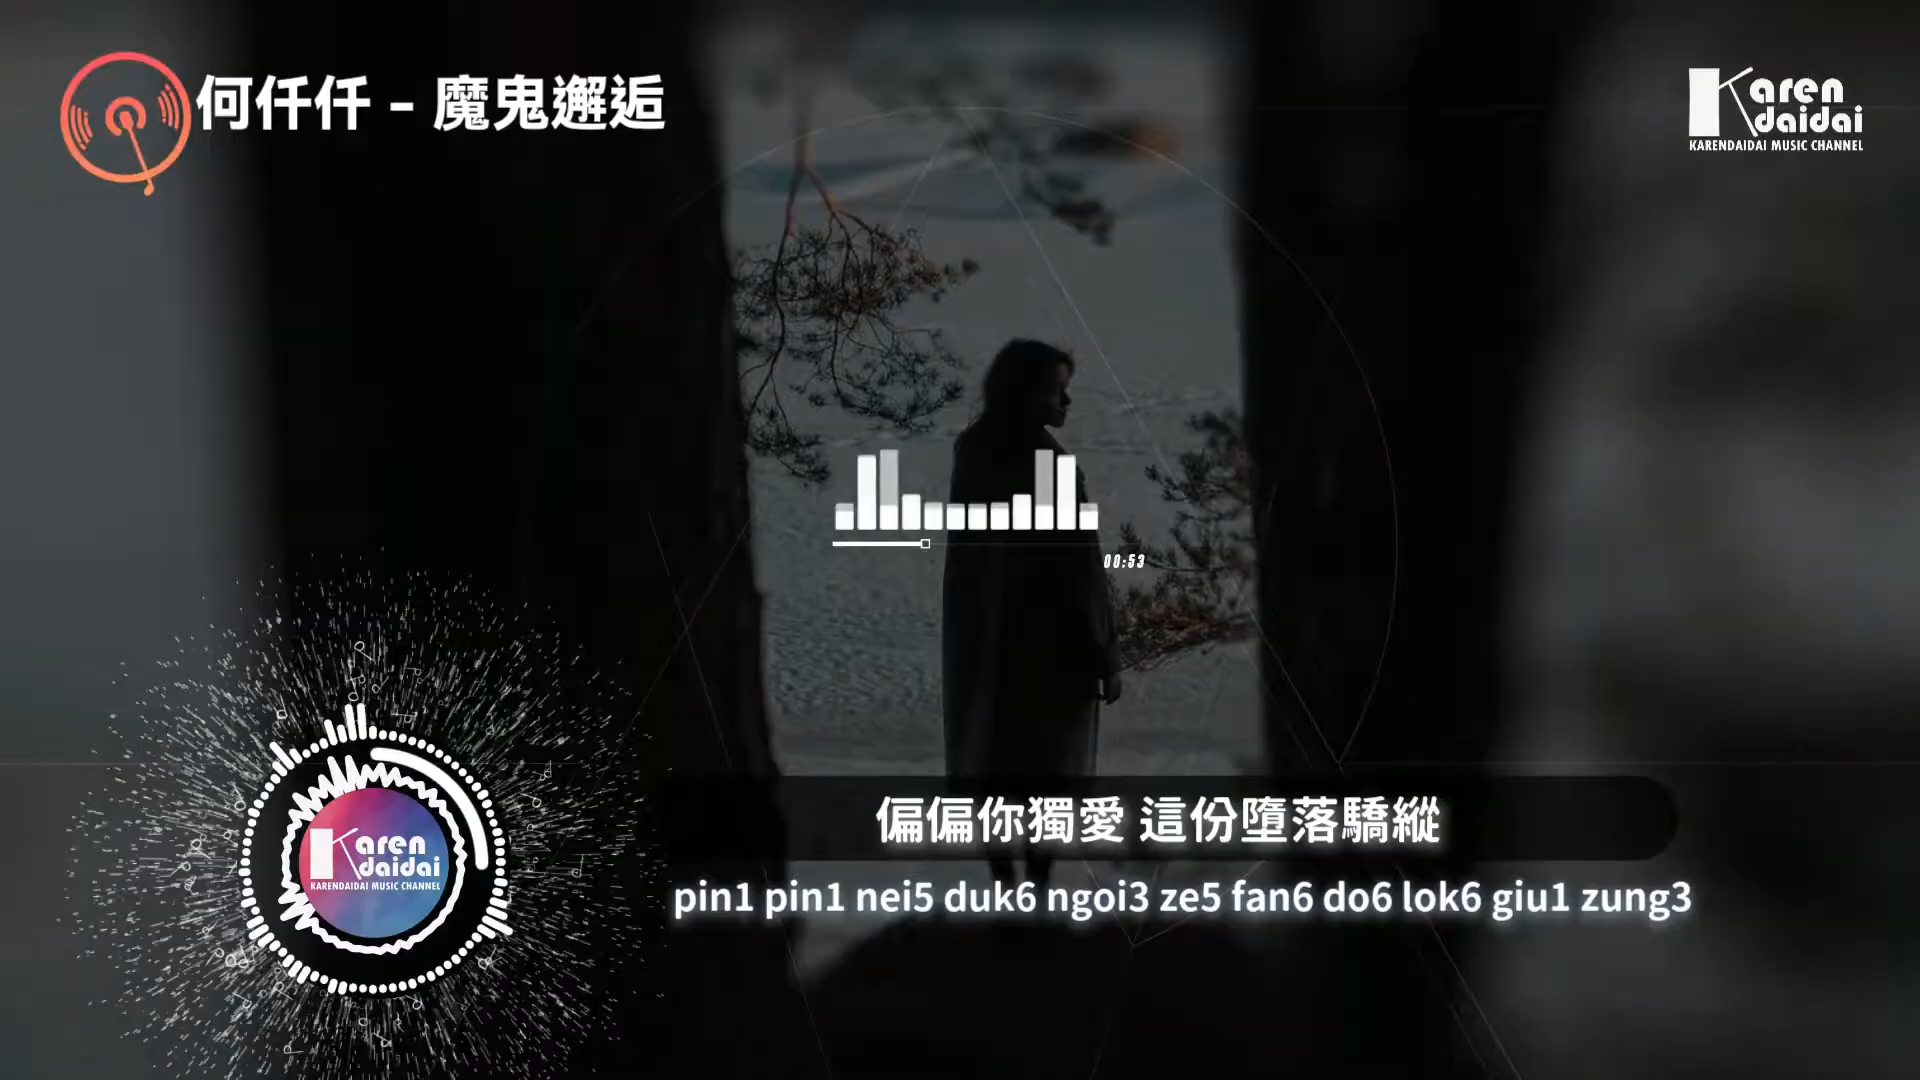 何仟仟 – 魔鬼邂逅
Karen
daidai
KARENDAIDAI MUSIC CHANNEL
00:53
偏偏你獨愛 這份墮落驕縱
pin1 pin1 nei5 duk6 ngoi3 ze5 fan6 do6 lok6 giu1 zung3
Karen
daidai
KARENDAIDAI MUSIC CHANNEL